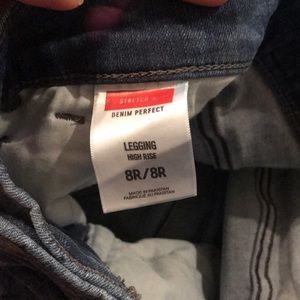 STRETCH
DENIM PERFECT
LEGGING
HIGH RISE
8R/8R
MADE IN PAKISTAN
FABRIQUÉ AU PAKISTAN